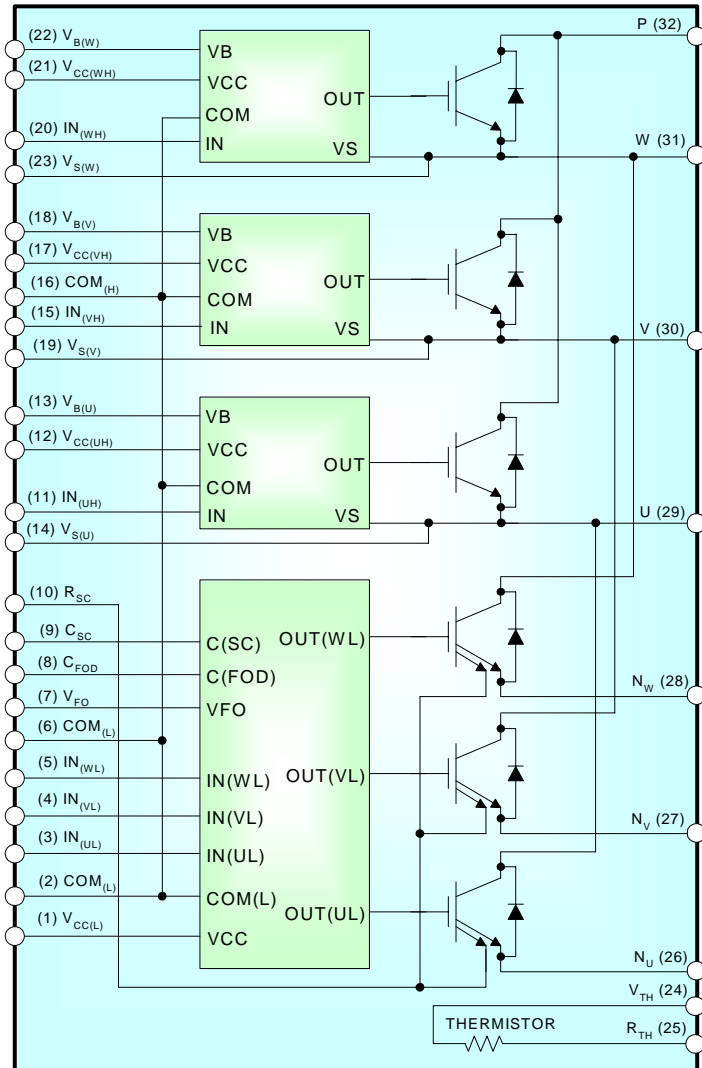 (22) VB(W)
VB
P (32)
(21) VCC(WH)
VCC
OUT
COM
(20) IN(WH)
IN
VS
W (31)
(23) VS(W)
(18) VB(V)
VB
(17) VCC(VH)
VCC
OUT
(16) COM(H)
COM
(15) IN(VH)
IN
VS
V (30)
(19) VS(V)
(13) VB(U)
VB
(12) VCC(UH)
VCC
OUT
COM
(11) IN(UH)
IN
VS
U (29)
(14) VS(U)
(10) RSC
(9) CSC
C(SC)
OUT(WL)
(8) CFOD
C(FOD)
NW (28)
(7) VFO
VFO
(6) COM(L)
(5) IN(WL)
IN(WL)
OUT(VL)
(4) IN(VL)
IN(VL)
NV (27)
(3) IN(UL)
IN(UL)
(2) COM(L)
COM(L)
OUT(UL)
(1) VCC(L)
VCC
NU (26)
VTH (24)
THERMISTOR
RTH (25)